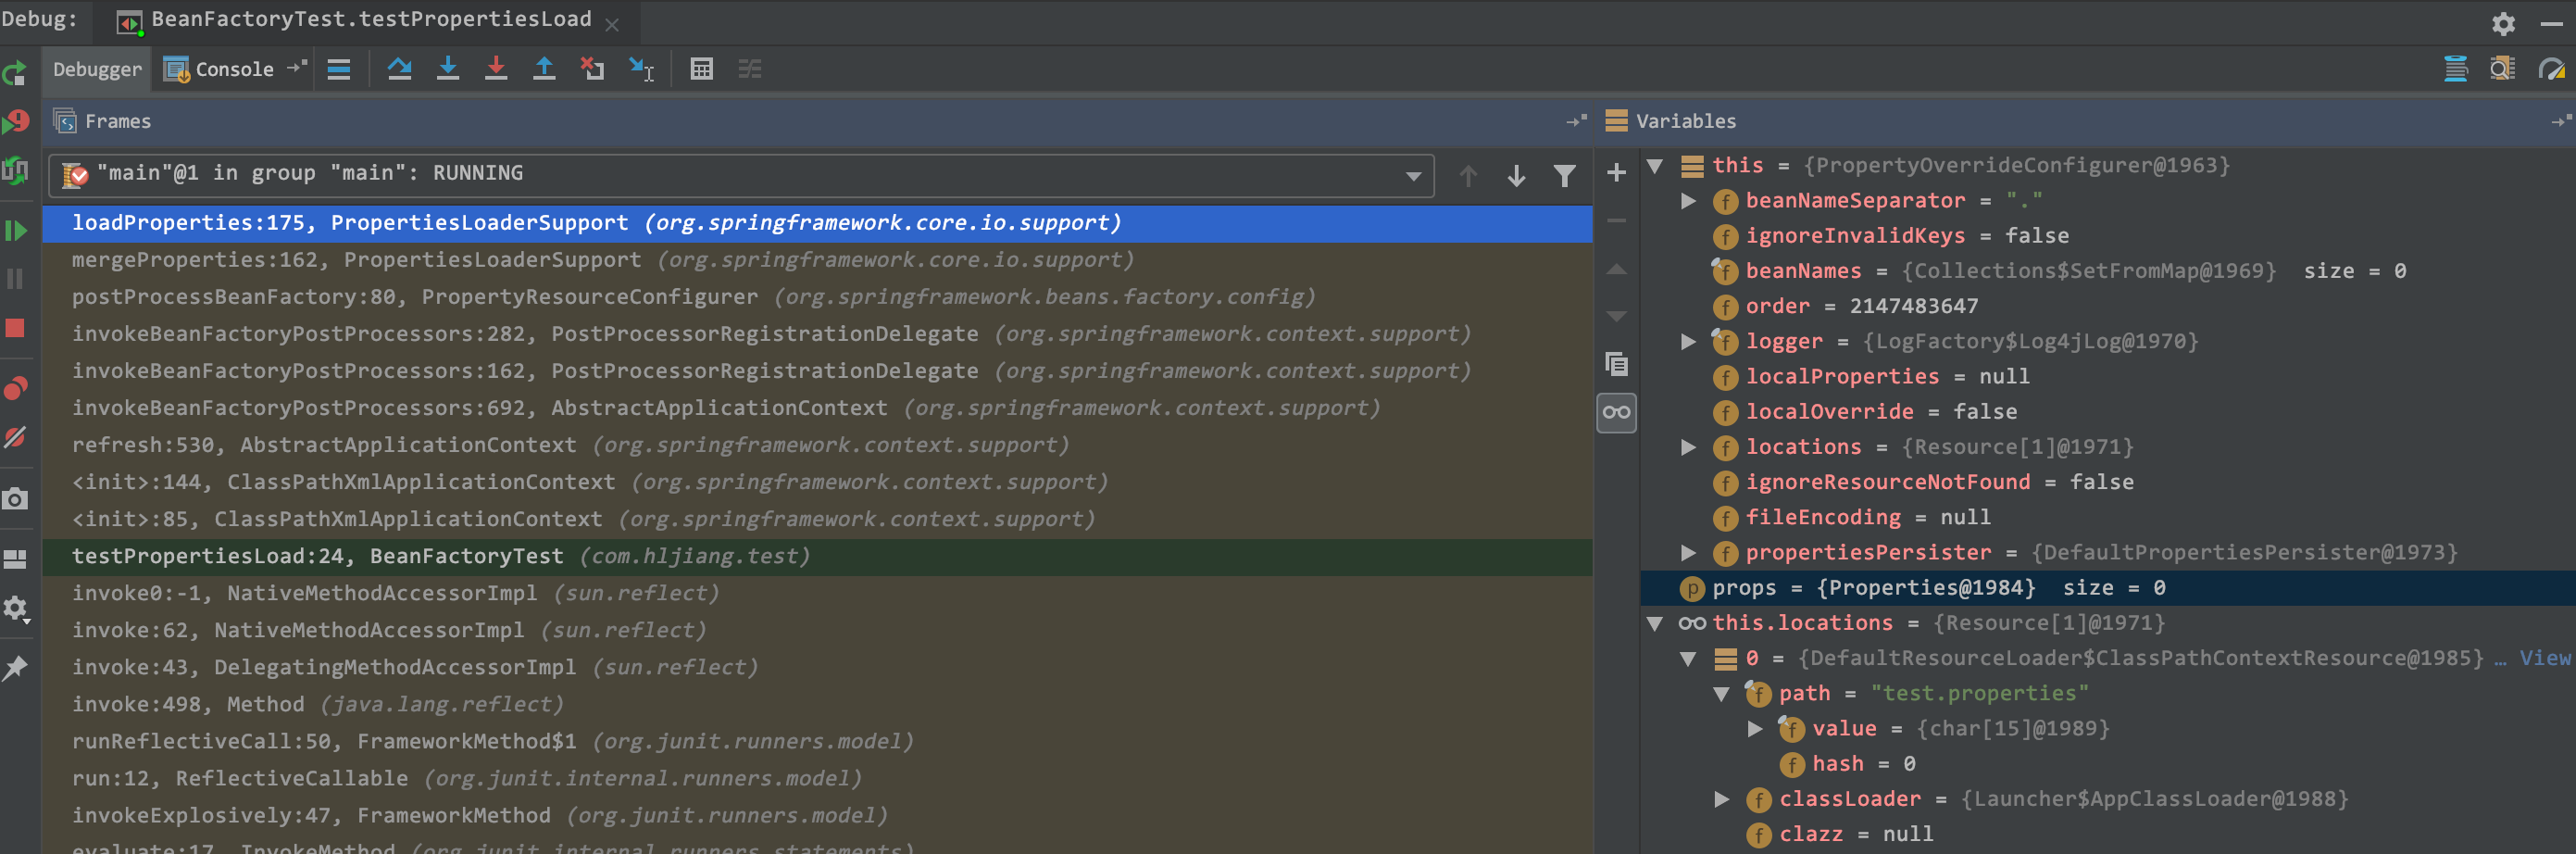 Debug: BeanFactoryTest.testPropertiesLoad
Debugger Console
Frames
"main"@1 in group "main": RUNNING
loadProperties:175, PropertiesLoaderSupport (org.springframework.core.io.support)
mergeProperties:162, PropertiesLoaderSupport (org.springframework.core.io.support)
postProcessBeanFactory:80, PropertyResourceConfigurer (org.springframework.beans.factory.config)
invokeBeanFactoryPostProcessors:282, PostProcessorRegistrationDelegate (org.springframework.context.support)
invokeBeanFactoryPostProcessors:162, PostProcessorRegistrationDelegate (org.springframework.context.support)
invokeBeanFactoryPostProcessors:692, AbstractApplicationContext (org.springframework.context.support)
refresh:530, AbstractApplicationContext (org.springframework.context.support)
<init>:144, ClassPathXmlApplicationContext (org.springframework.context.support)
<init>:85, ClassPathXmlApplicationContext (org.springframework.context.support)
testPropertiesLoad:24, BeanFactoryTest (com.hljiang.test)
invoke0:-1, NativeMethodAccessorImpl (sun.reflect)
invoke:62, NativeMethodAccessorImpl (sun.reflect)
invoke:43, DelegatingMethodAccessorImpl (sun.reflect)
invoke:498, Method (java.lang.reflect)
runReflectiveCall:50, FrameworkMethod$1 (org.junit.runners.model)
run:12, ReflectiveCallable (org.junit.internal.runners.model)
invokeExplosively:47, FrameworkMethod (org.junit.runners.model)
evaluate:17, InvokeMethod (org.junit.internal.runners.statements)
Variables
this = {PropertyOverrideConfigurer@1963}
beanNameSeparator = "."
ignoreInvalidKeys = false
beanNames = {Collections$SetFromMap@1969} size = 0
order = 2147483647
logger = {LogFactory$Log4jLog@1970}
localProperties = null
localOverride = false
locations = {Resource[1]@1971}
ignoreResourceNotFound = false
fileEncoding = null
propertiesPersister = {DefaultPropertiesPersister@1973}
props = {Properties@1984} size = 0
this.locations = {Resource[1]@1971}
0 = {DefaultResourceLoader$ClassPathContextResource@1985} ... View
path = "test.properties"
value = {char[15]@1989}
hash = 0
classLoader = {Launcher$AppClassLoader@1988}
clazz = null